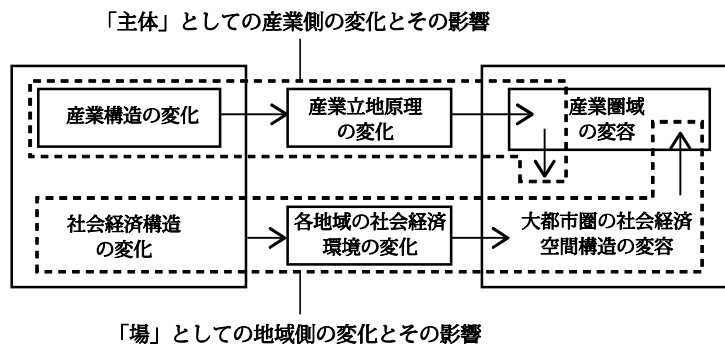 「主体」としての産業側の変化とその影響
産業構造の変化
産業立地原理
の変化
産業圏域
の変容
社会経済構造
の変化
各地域の社会経済
環境の変化
大都市圏の社会経済
空間構造の変容
「場」としての地域側の変化とその影響